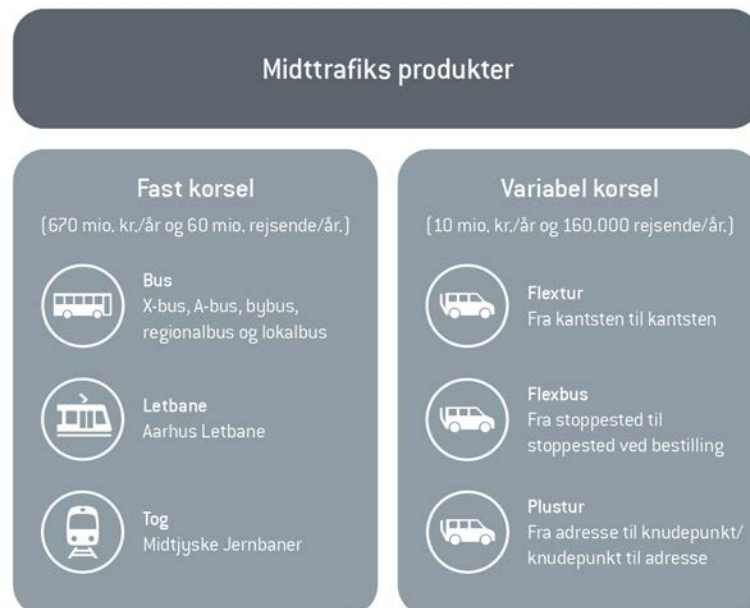 Midttrafiks produkter
Fast kørsel
(670 mio. kr./år og 60 mio. rejsende/år.)
Bus
X-bus, A-bus, bybus,
regionalbus og lokalbus
Letbane
Aarhus Letbane
Tog
Midtjyske Jernbaner
Variabel kørsel
(10 mio. kr./år og 160.000 rejsende/år.)
Flextur
Fra kantsten til kantsten
Flexbus
Fra stoppested til
stoppested ved bestilling
Plustur
Fra adresse til knudepunkt/
knudepunkt til adresse